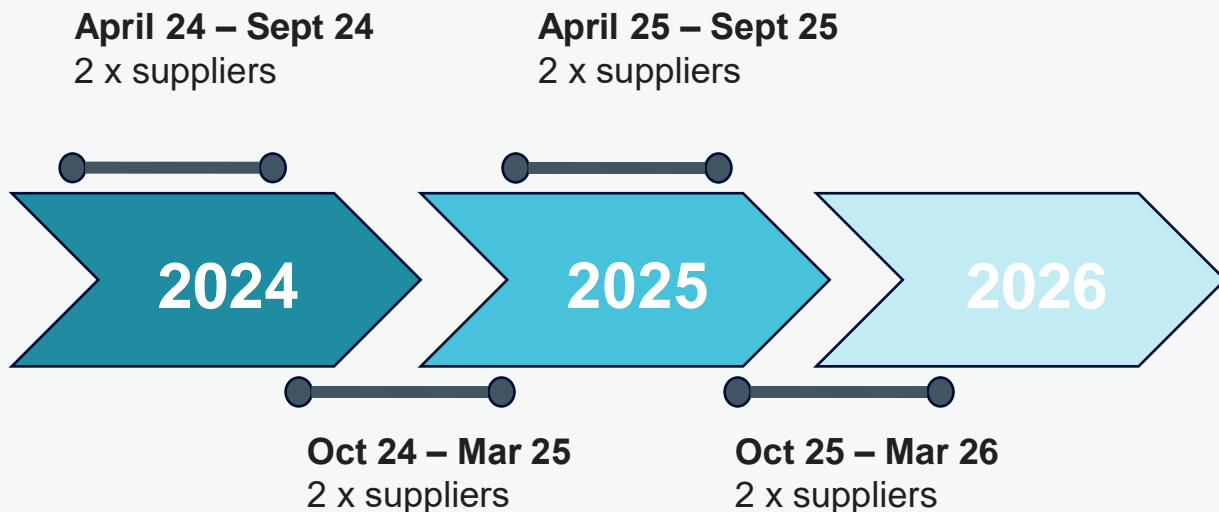 April 24 – Sept 24
2 x suppliers
April 25 – Sept 25
2 x suppliers
2024
2025
2026
Oct 24 – Mar 25
2 x suppliers
Oct 25 – Mar 26
2 x suppliers